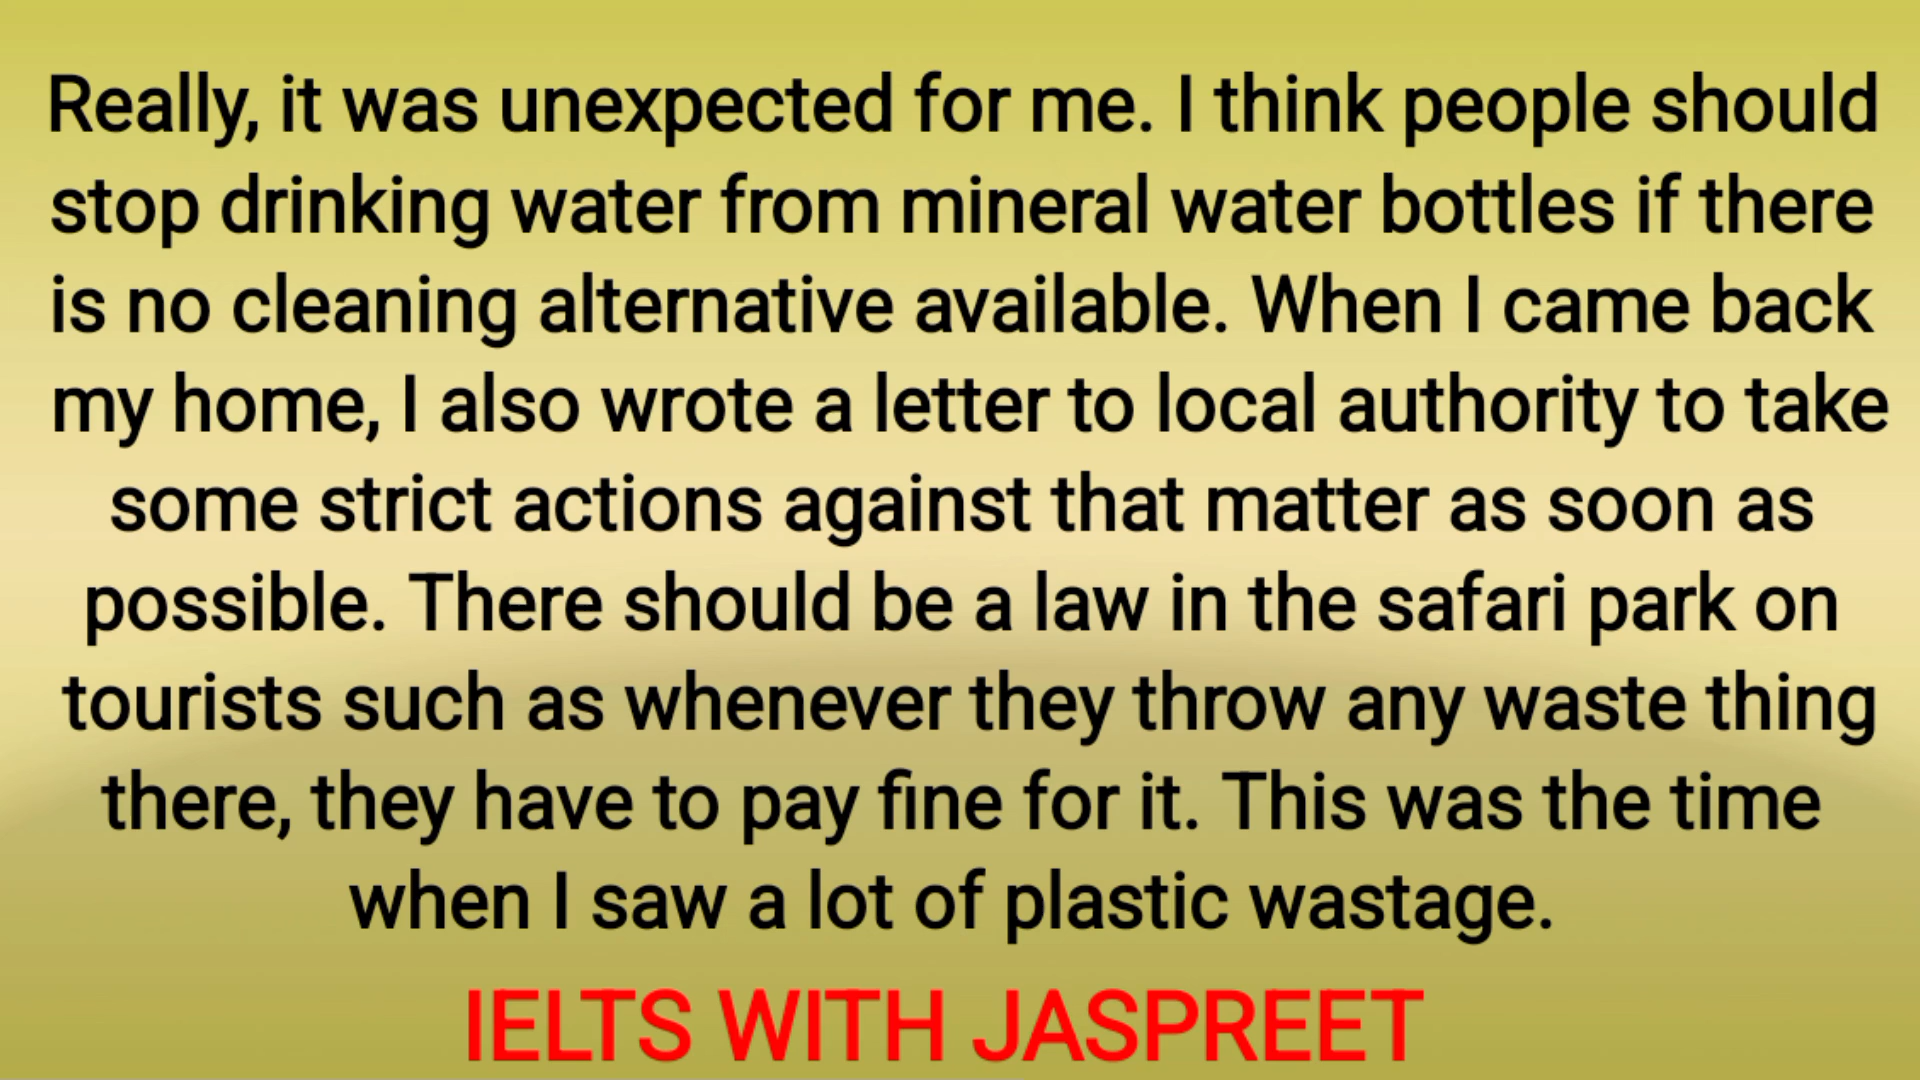 Really, it was unexpected for me. I think people should
stop drinking water from mineral water bottles if there
is no cleaning alternative available. When I came back
my home, I also wrote a letter to local authority to take
some strict actions against that matter as soon as
possible. There should be a law in the safari park on
tourists such as whenever they throw any waste thing
there, they have to pay fine for it. This was the time
when I saw a lot of plastic wastage.
IELTS WITH JASPREET